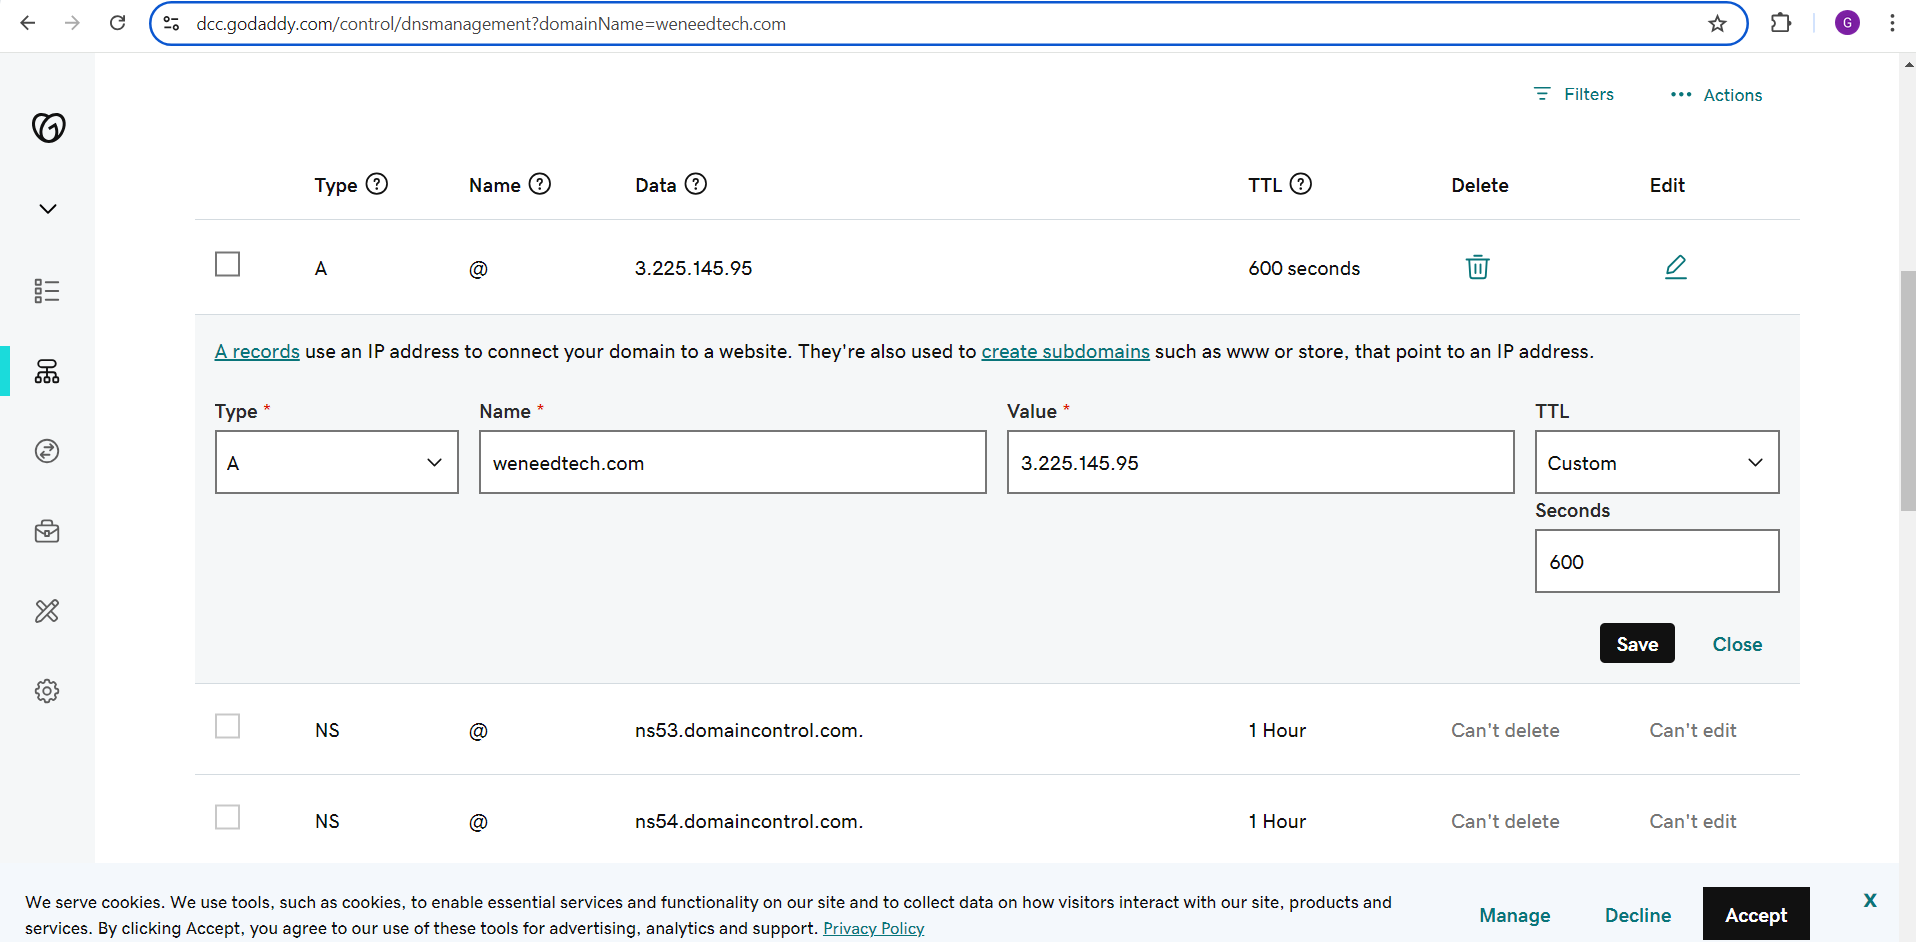 dcc.godaddy.com/control/dnsmanagement?domainName=weneedtech.com
G
Filters
Actions
Type Name Data TTL Delete Edit
A @ 3.225.145.95 600 seconds
A records use an IP address to connect your domain to a website. They're also used to create subdomains such as www or store, that point to an IP address.
Type * Name * Value * TTL
A weneedtech.com 3.225.145.95 Custom
Seconds
600
Save Close
NS @ ns53.domaincontrol.com. 1 Hour Can't delete Can't edit
NS @ ns54.domaincontrol.com. 1 Hour Can't delete Can't edit
We serve cookies. We use tools, such as cookies, to enable essential services and functionality on our site and to collect data on how visitors interact with our site, products and
services. By clicking Accept, you agree to our use of these tools for advertising, analytics and support. Privacy Policy
Manage Decline Accept X